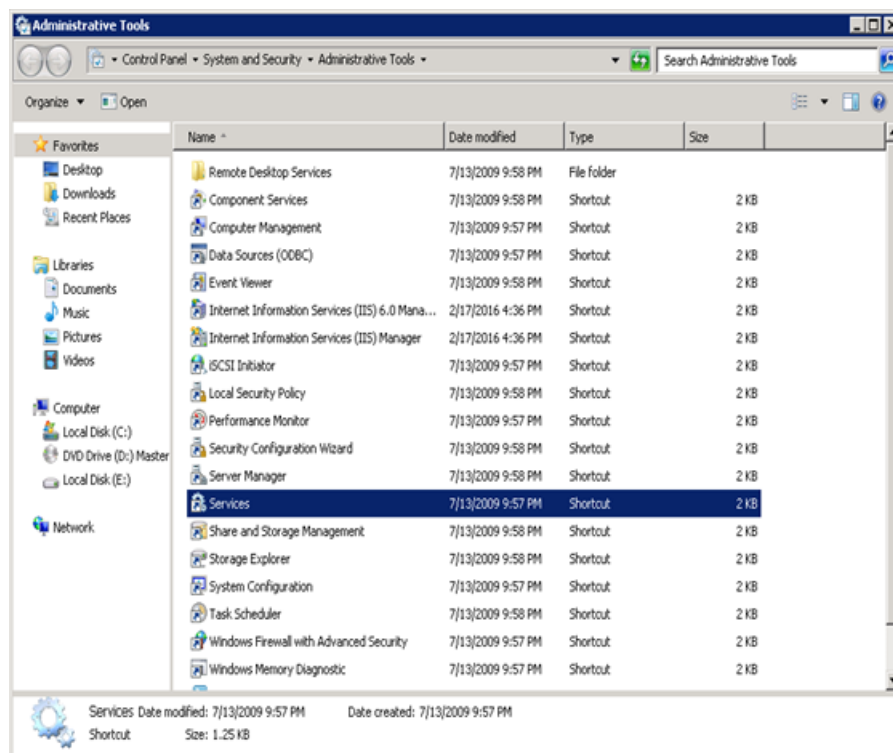 Administrative Tools
Control Panel ▾ System and Security ▾ Administrative Tools ▾
Search Administrative Tools
Organize ▾ Open
Favorites
Desktop
Downloads
Recent Places
Libraries
Documents
Music
Pictures
Videos
Computer
Local Disk (C:)
DVD Drive (D:) Master
Local Disk (E:)
Network
Name Date modified Type Size
Remote Desktop Services 7/13/2009 9:58 PM File folder
Component Services 7/13/2009 9:58 PM Shortcut 2 KB
Computer Management 7/13/2009 9:57 PM Shortcut 2 KB
Data Sources (ODBC) 7/13/2009 9:57 PM Shortcut 2 KB
Event Viewer 7/13/2009 9:58 PM Shortcut 2 KB
Internet Information Services (IIS) 6.0 Mana... 2/17/2016 4:36 PM Shortcut 2 KB
Internet Information Services (IIS) Manager 2/17/2016 4:36 PM Shortcut 2 KB
iSCSI Initiator 7/13/2009 9:57 PM Shortcut 2 KB
Local Security Policy 7/13/2009 9:58 PM Shortcut 2 KB
Performance Monitor 7/13/2009 9:57 PM Shortcut 2 KB
Security Configuration Wizard 7/13/2009 9:58 PM Shortcut 2 KB
Server Manager 7/13/2009 9:58 PM Shortcut 2 KB
Services 7/13/2009 9:57 PM Shortcut 2 KB
Share and Storage Management 7/13/2009 9:58 PM Shortcut 2 KB
Storage Explorer 7/13/2009 9:58 PM Shortcut 2 KB
System Configuration 7/13/2009 9:57 PM Shortcut 2 KB
Task Scheduler 7/13/2009 9:58 PM Shortcut 2 KB
Windows Firewall with Advanced Security 7/13/2009 9:57 PM Shortcut 2 KB
Windows Memory Diagnostic 7/13/2009 9:57 PM Shortcut 2 KB
Services Date modified: 7/13/2009 9:57 PM Date created: 7/13/2009 9:57 PM
Shortcut Size: 1.25 KB